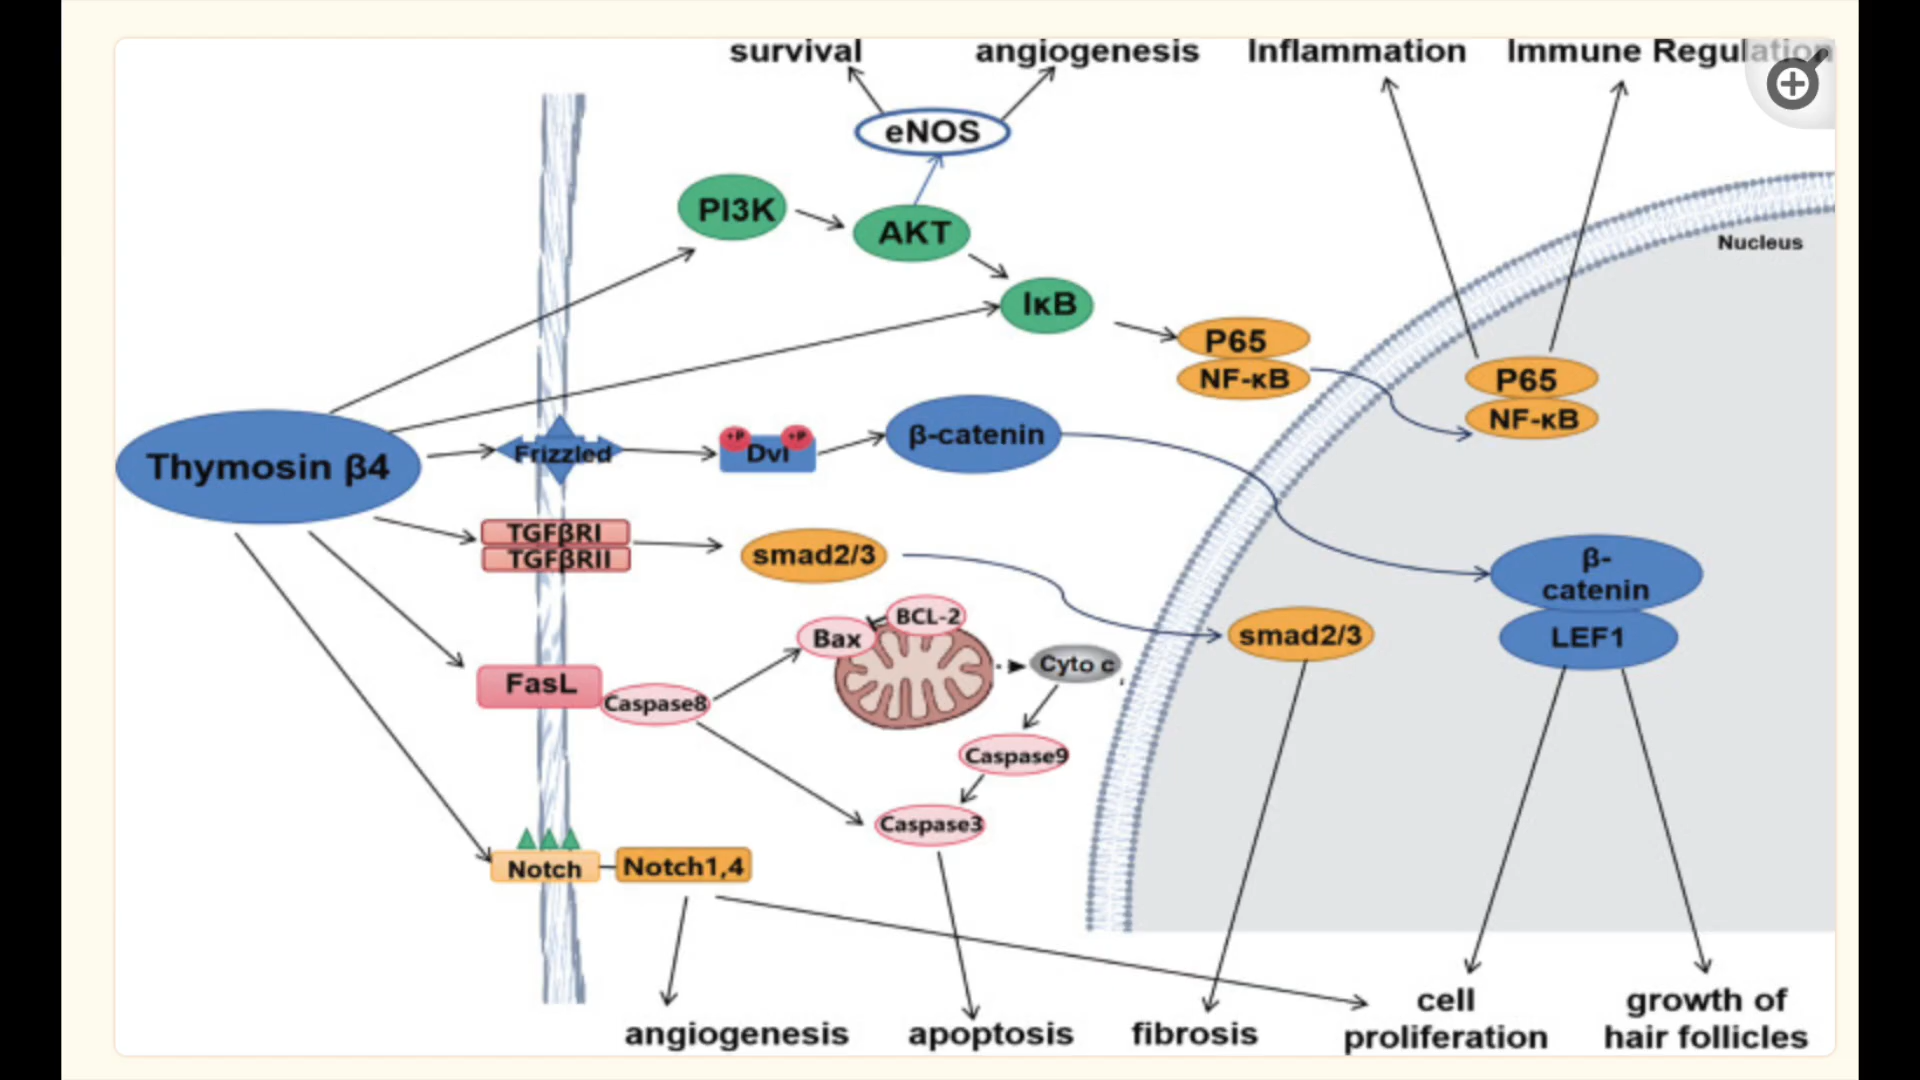 survival
angiogenesis
Inflammation
Immune Regulation
eNOS
PI3K
AKT
Nucleus
IκB
P65
NF-κB
P65
NF-κB
Thymosin β4
Frizzled
+P
+P
Dvl
β-catenin
TGFβRI
TGFβRII
smad2/3
β-
catenin
LEF1
BCL-2
Bax
Cyto c
smad2/3
FasL
Caspase8
Caspase9
Caspase3
Notch
Notch1,4
angiogenesis
apoptosis
fibrosis
cell
proliferation
growth of
hair follicles